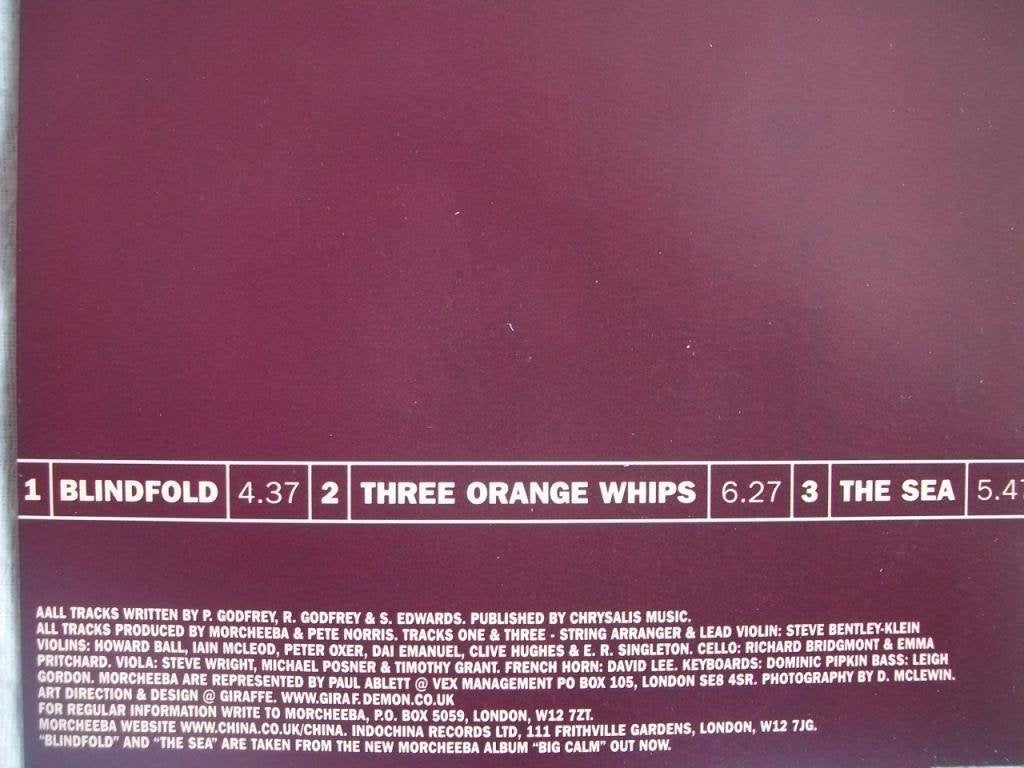 1 BLINDFOLD 4.37 2 THREE ORANGE WHIPS 6.27 3 THE SEA 5.47
AALL TRACKS WRITTEN BY P. GODFREY, R. GODFREY & S. EDWARDS. PUBLISHED BY CHRYSALIS MUSIC.
ALL TRACKS PRODUCED BY MORCHEEBA & PETE NORRIS. TRACKS ONE & THREE - STRING ARRANGER & LEAD VIOLIN: STEVE BENTLEY-KLEIN
VIOLINS: HOWARD BALL, IAIN MCLEOD, PETER OXER, DAI EMANUEL, CLIVE HUGHES & E. R. SINGLETON. CELLO: RICHARD BRIDGMONT & EMMA
PRITCHARD. VIOLA: STEVE WRIGHT, MICHAEL POSNER & TIMOTHY GRANT. FRENCH HORN: DAVID LEE. KEYBOARDS: DOMINIC PIPKIN BASS: LEIGH
GORDON. MORCHEEBA ARE REPRESENTED BY PAUL ABLETT @ VEX MANAGEMENT PO BOX 105, LONDON SE8 4SR. PHOTOGRAPHY BY D. MCLEWIN.
ART DIRECTION & DESIGN @ GIRAFFE. WWW.GIRAF.DEMON.CO.UK
FOR REGULAR INFORMATION WRITE TO MORCHEEBA, P.O. BOX 5059, LONDON, W12 7ZT.
MORCHEEBA WEBSITE WWW.CHINA.CO.UK/CHINA. INDOCHINA RECORDS LTD, 111 FRITHVILLE GARDENS, LONDON, W12 7JG.
"BLINDFOLD" AND "THE SEA" ARE TAKEN FROM THE NEW MORCHEEBA ALBUM "BIG CALM" OUT NOW.